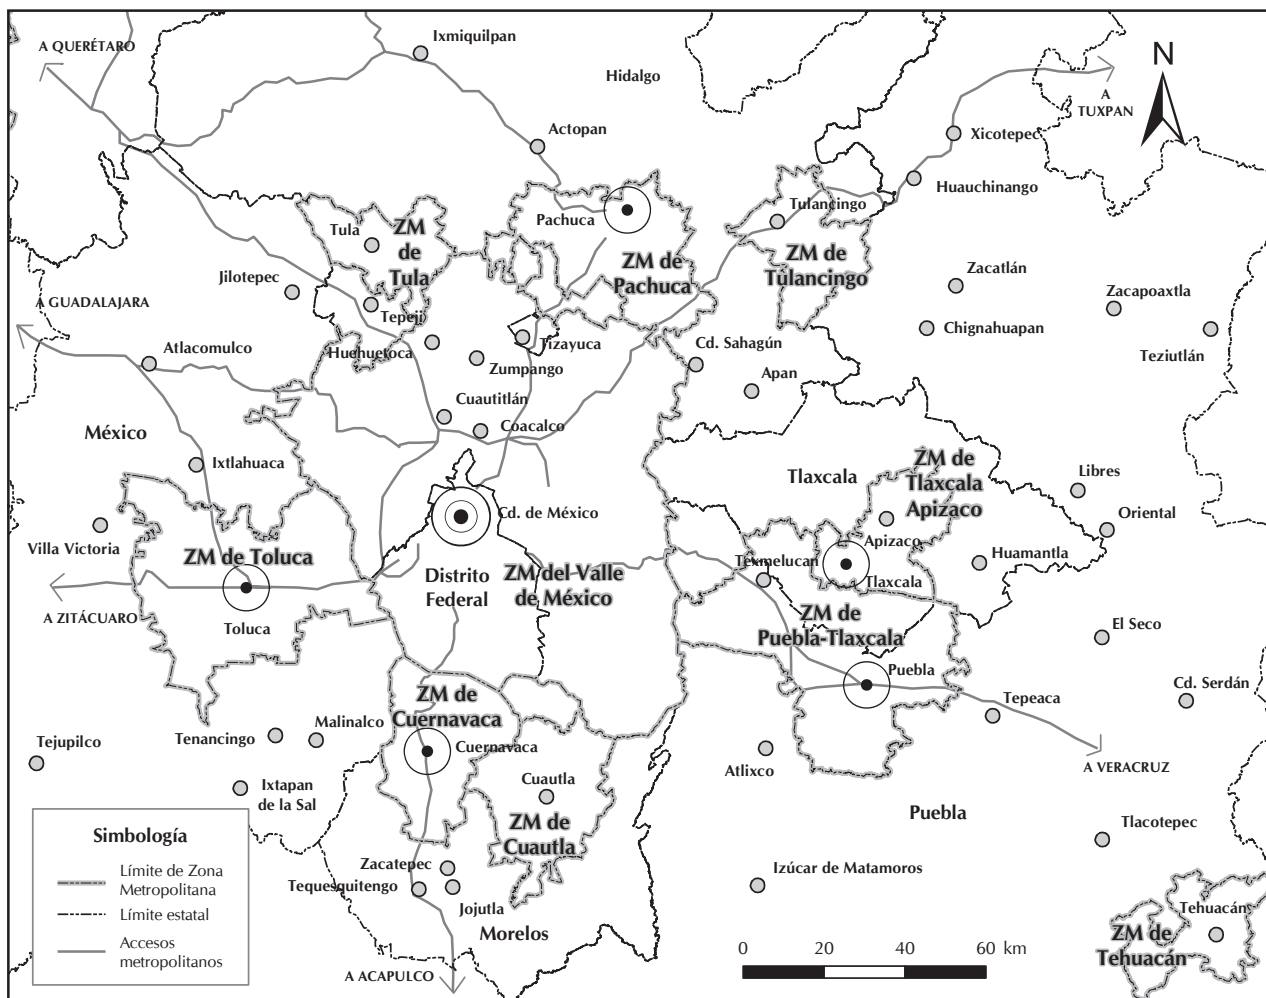 A QUERÉTARO
Ixmiquilpan
Hidalgo
N
A
TUXPAN
Actopan
Xicotepec
Huauchinango
Pachuca
Tulancingo
Tula
ZM
de
Tula
ZM de
Pachuca
ZM de
Tulancingo
Jilotepec
Zacatlán
Zacapoaxtla
A GUADALAJARA
Tepeji
Chignahuapan
Teziutlán
Atlacomulco
Huehuetoca
Tizayuca
Zumpango
Cd. Sahagún
Apan
Cuautitlán
Coacalco
México
Ixtlahuaca
Tlaxcala
ZM de
Tlaxcala
Apizaco
Libres
Oriental
Villa Victoria
Cd. de México
Apizaco
Huamantla
ZM de Toluca
Texmelucan
Tlaxcala
Distrito
Federal
ZM del Valle
de México
A ZITÁCUARO
Toluca
ZM de
Puebla-Tlaxcala
El Seco
Puebla
Cd. Serdán
Tepeaca
ZM de
Cuernavaca
Malinalco
Tenancingo
Tejupilco
Cuernavaca
Atlixco
A VERACRUZ
Ixtapan
de la Sal
Cuautla
ZM de
Cuautla
Puebla
Tlacotepec
Simbología
Límite de Zona
Metropolitana
Límite estatal
Accesos
metropolitanos
Zacatepec
Tequesquitengo
Jojutla
Izúcar de Matamoros
Morelos
Tehuacán
ZM de
Tehuacán
A ACAPULCO
0 20 40 60 km